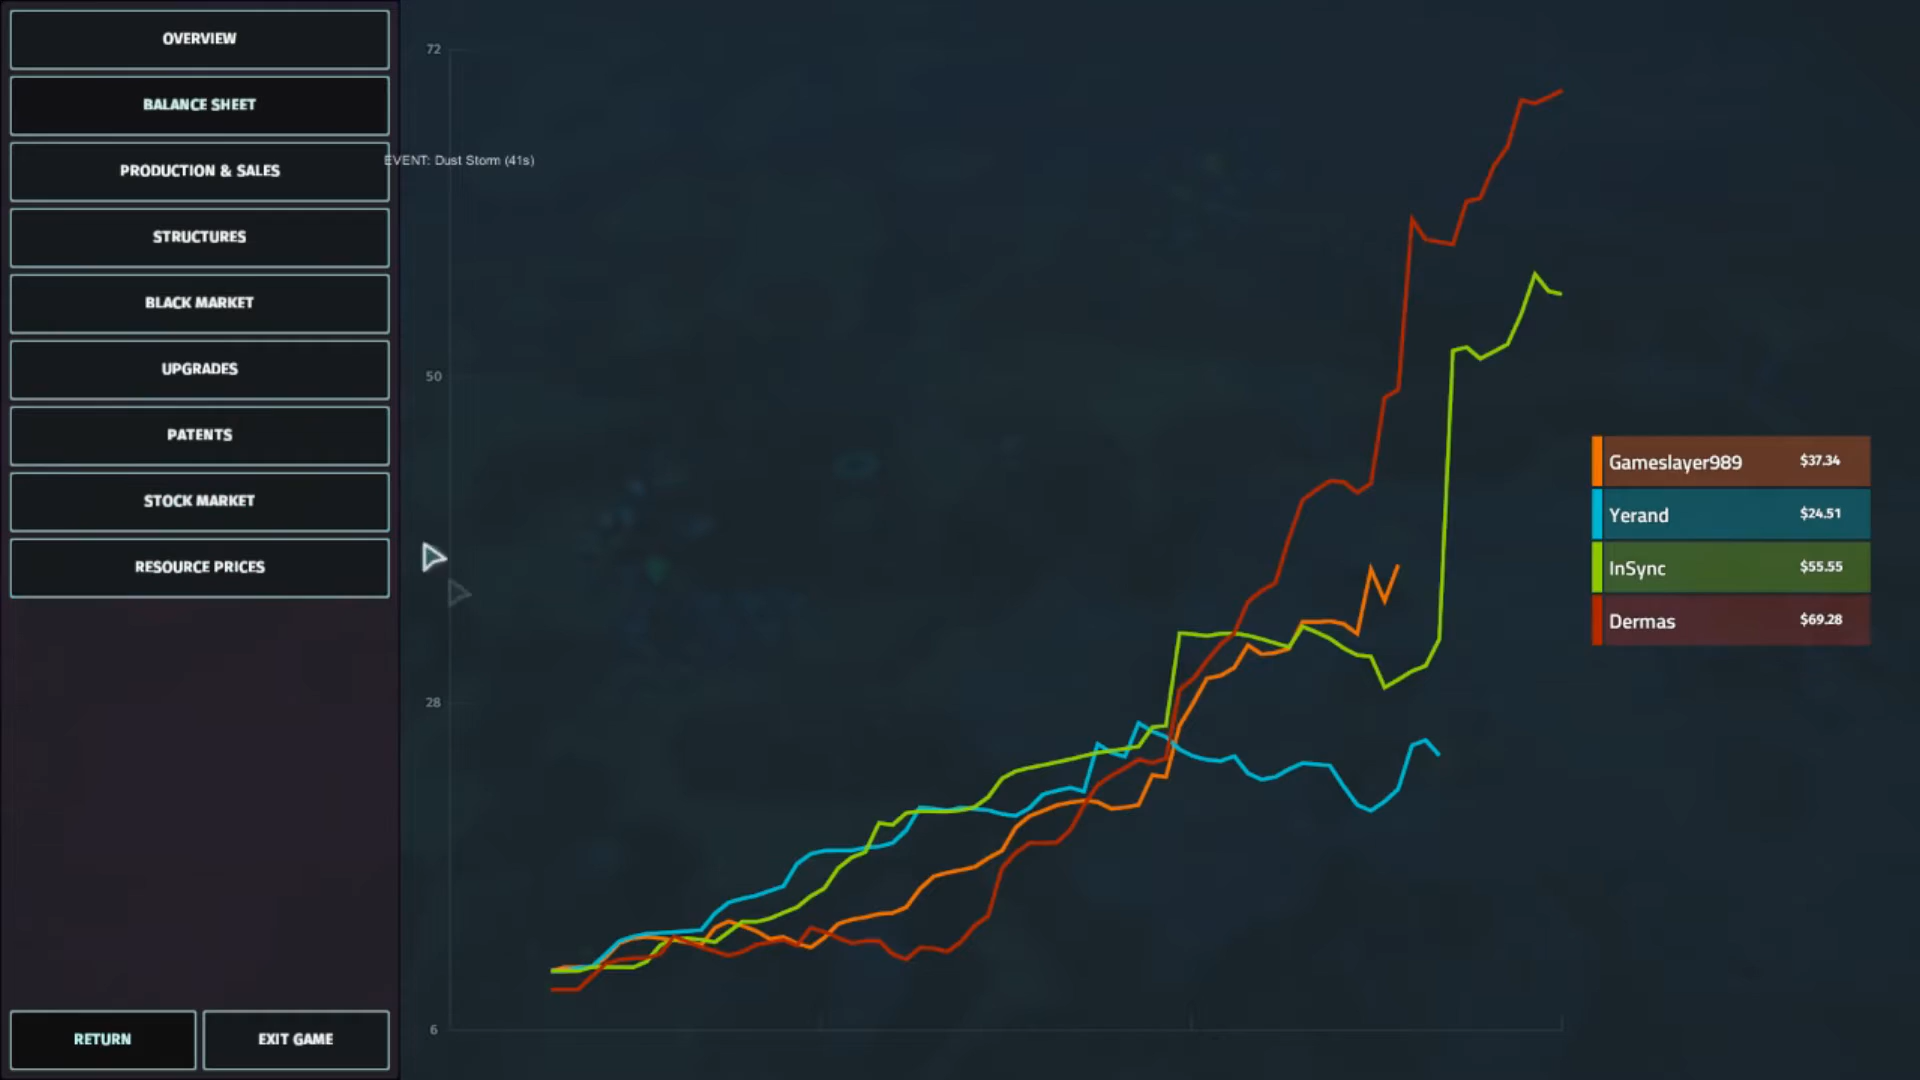 OVERVIEW
BALANCE SHEET
PRODUCTION & SALES
STRUCTURES
BLACK MARKET
UPGRADES
PATENTS
STOCK MARKET
RESOURCE PRICES
RETURN
EXIT GAME
EVENT: Dust Storm (41s)
72
50
28
6
Gameslayer989 $37.34
Yerand $24.51
InSync $55.55
Dermas $69.28